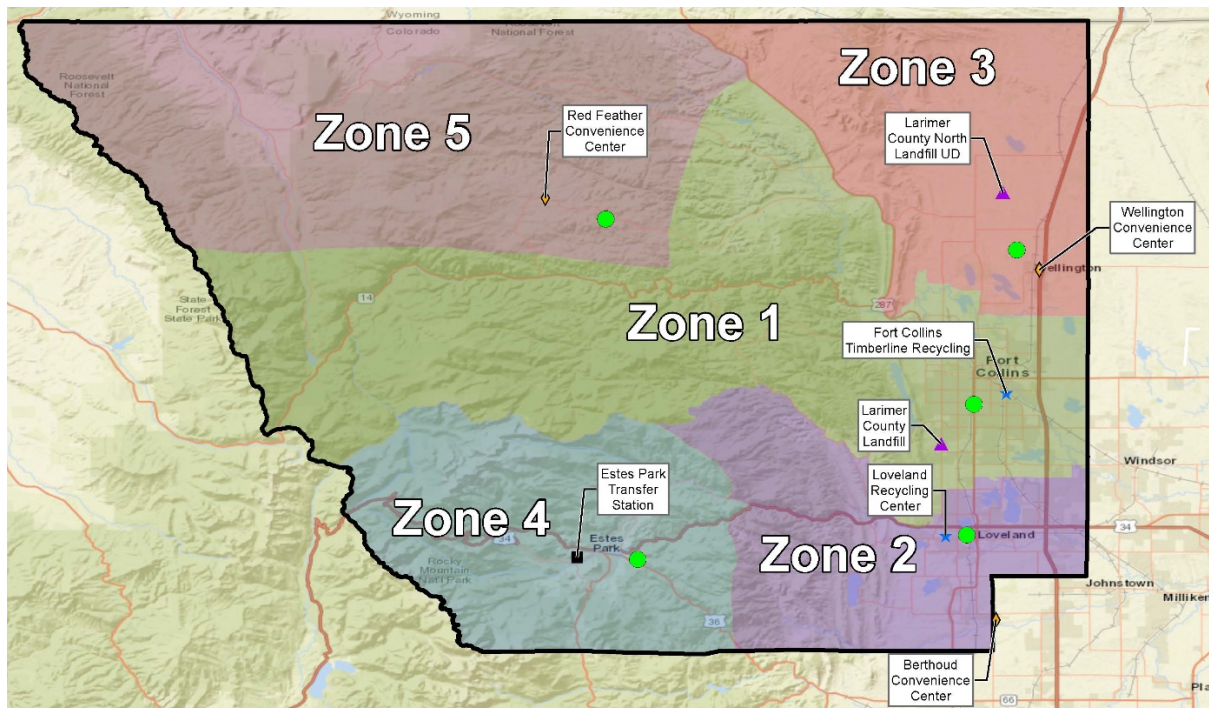 Wyoming
Colorado
Roosevelt
National Forest
Roosevelt
National
Forest
Zone 3
Zone 5
Red Feather
Convenience
Center
Larimer
County North
Landfill UD
Wellington
Convenience
Center
ellington
State
Forest
State Park
14
287
Zone 1
Fort Collins
Timberline Recycling
Fort
Collins
Larimer
County
Landfill
Windsor
Loveland
Recycling
Center
Estes Park
Transfer
Station
Zone 4
34
Estes
Park
Zone 2
Loveland
34
Rocky
Mountain
Nat'l Park
Johnstown
Milliken
36
Berthoud
Convenience
Center
66
Pla